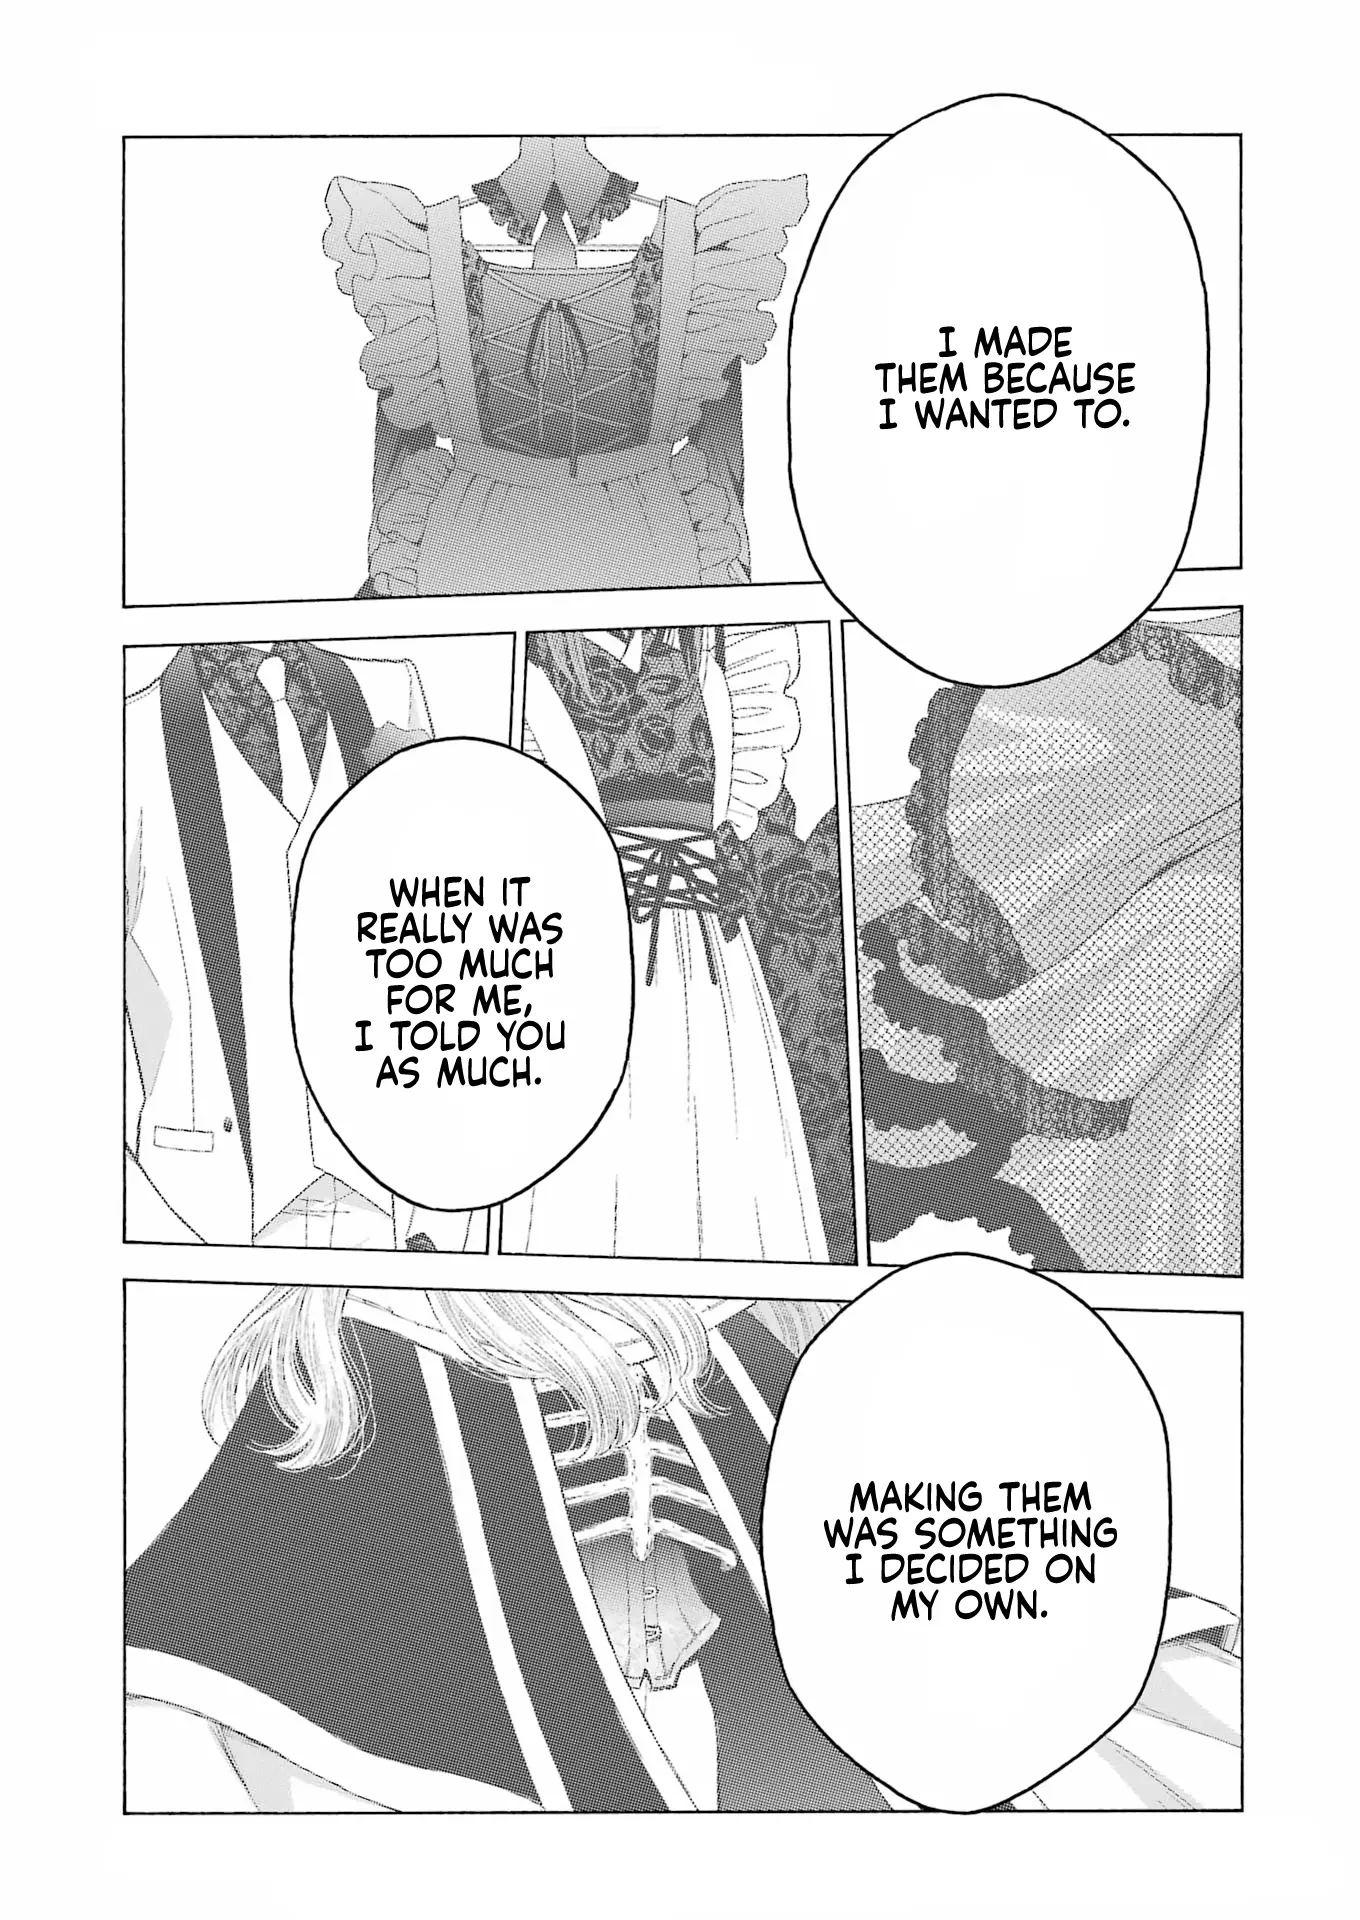 I MADE
THEM BECAUSE
I WANTED TO.
WHEN IT
REALLY WAS
TOO MUCH
FOR ME,
I TOLD YOU
AS MUCH.
MAKING THEM
WAS SOMETHING
I DECIDED ON
MY OWN.